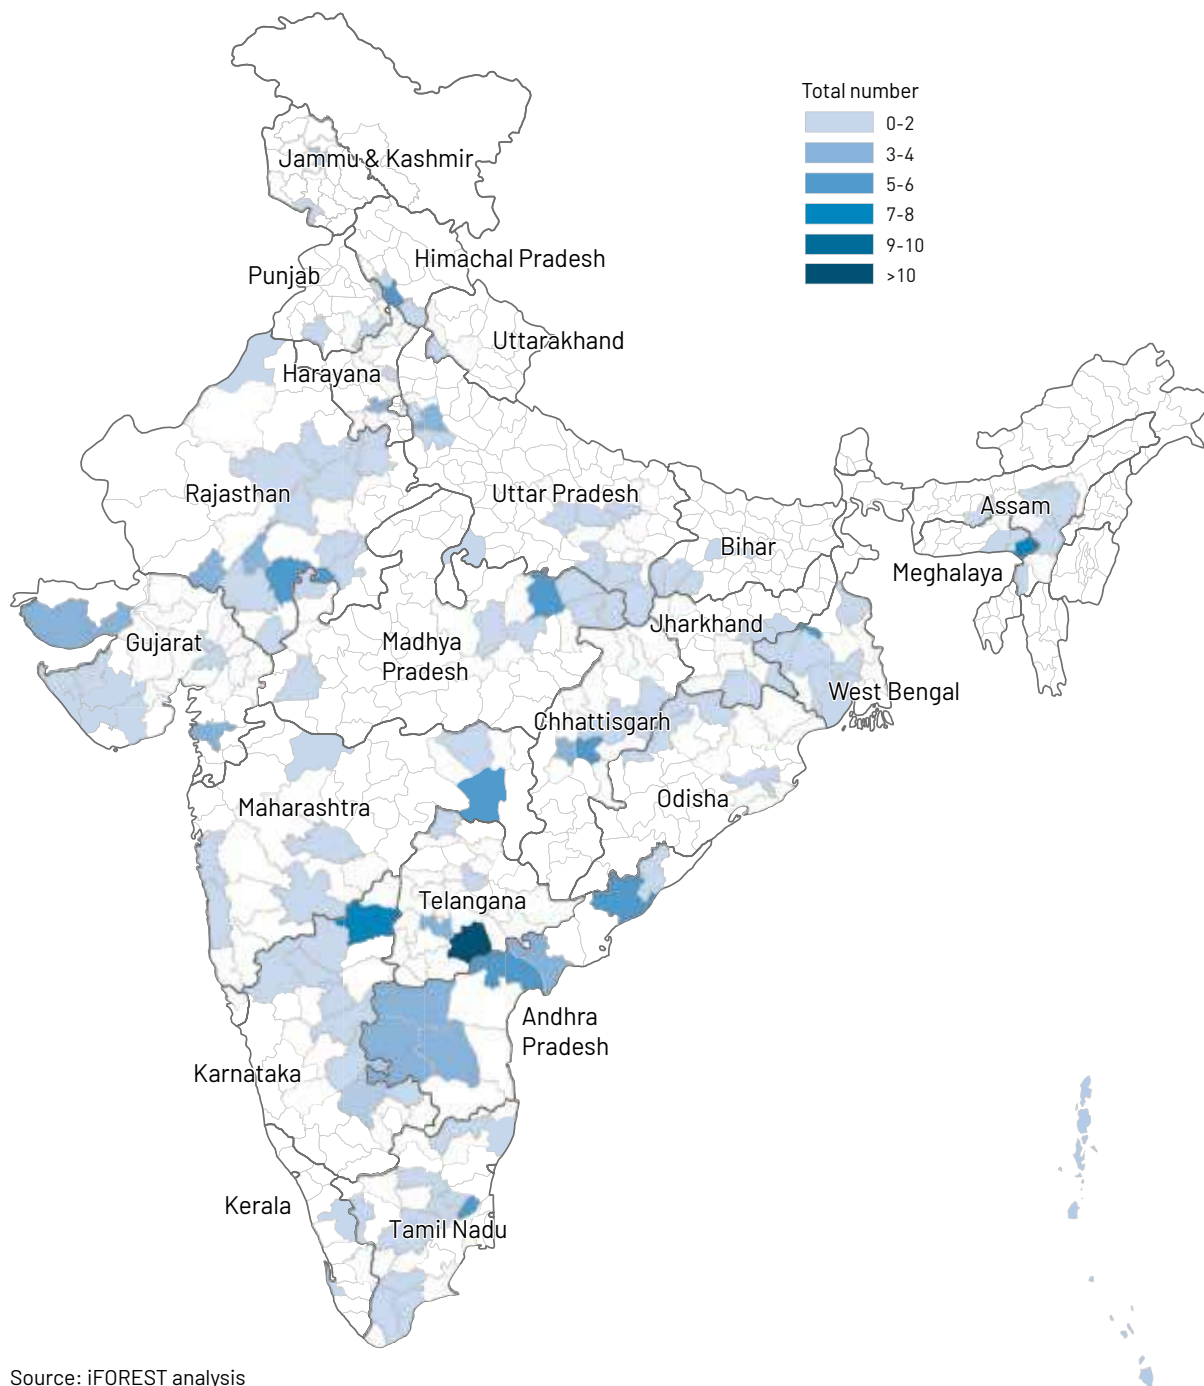 Total number
0-2
3-4
5-6
7-8
9-10
>10
Jammu & Kashmir
Himachal Pradesh
Punjab
Uttarakhand
Harayana
Rajasthan
Uttar Pradesh
Assam
Bihar
Meghalaya
Gujarat
Madhya
Pradesh
Jharkhand
West Bengal
Chhattisgarh
Maharashtra
Odisha
Telangana
Andhra
Pradesh
Karnataka
Kerala
Tamil Nadu
Source: iFOREST analysis